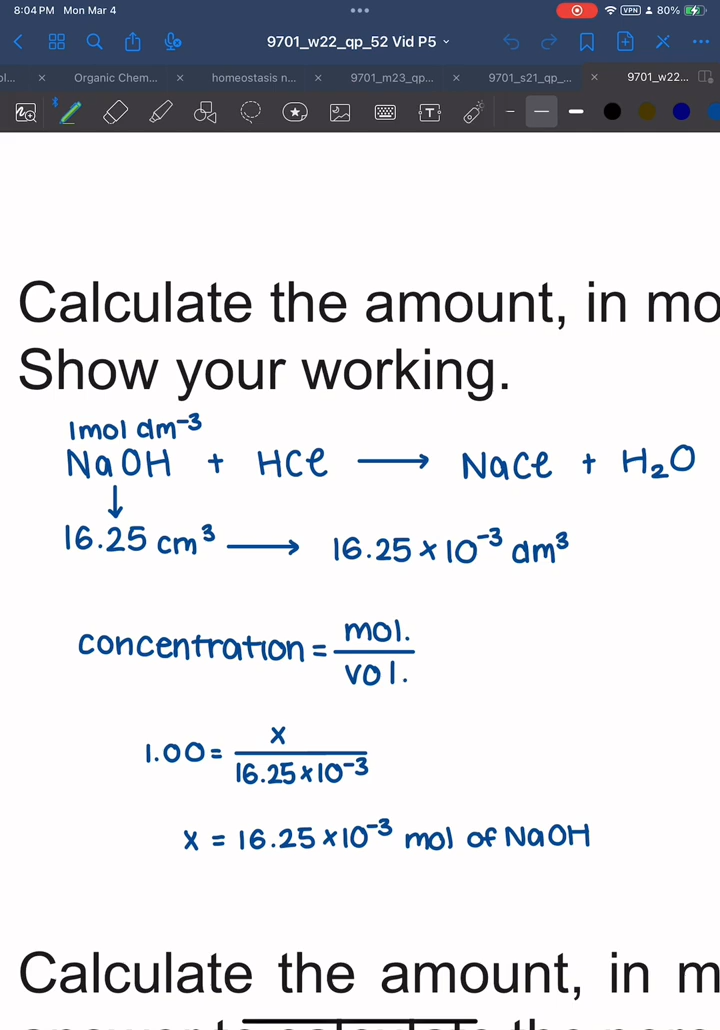 8:04 PM Mon Mar 4
VPN 80%
9701_w22_qp_52 Vid P5
Organic Chem... homeostasis n... 9701_m23_qp... 9701_s21_qp_... 9701_w22...
T
Calculate the amount, in mo
Show your working.
1mol dm⁻³
NaOH + HCl ⟶ NaCl + H₂O
↓
16.25 cm³ ⟶ 16.25 × 10⁻³ dm³
concentration = mol. / vol.
1.00 = x / 16.25 × 10⁻³
x = 16.25 × 10⁻³ mol of NaOH
Calculate the amount, in m